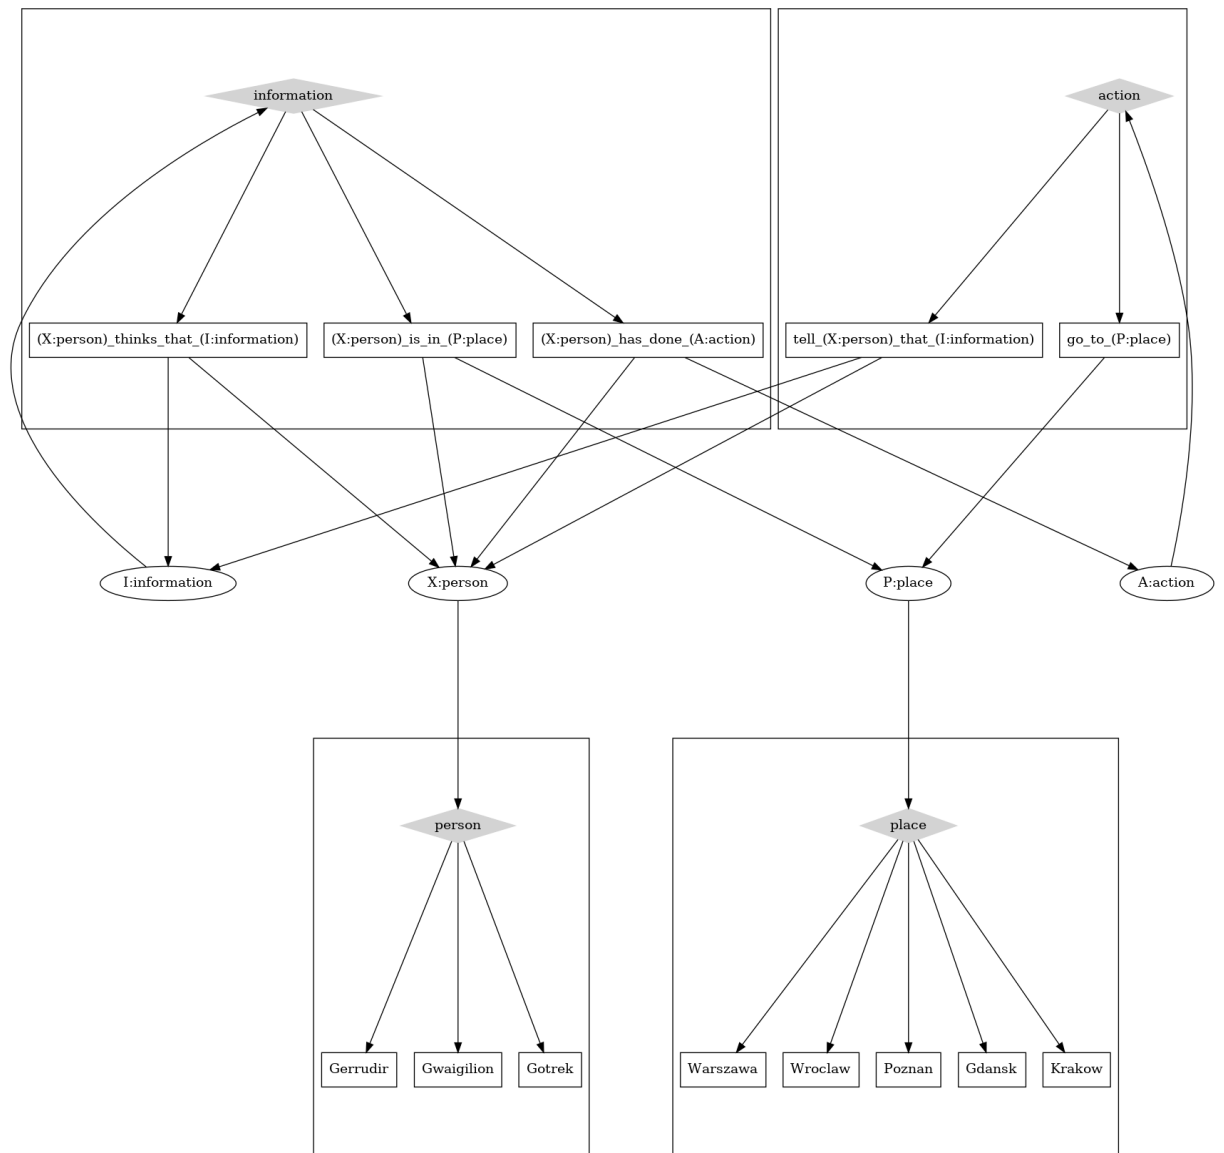 information
action
(X:person)_thinks_that_(I:information)
(X:person)_is_in_(P:place)
(X:person)_has_done_(A:action)
tell_(X:person)_that_(I:information)
go_to_(P:place)
I:information
X:person
P:place
A:action
person
place
Gerrudir
Gwaigilion
Gotrek
Warszawa
Wroclaw
Poznan
Gdansk
Krakow